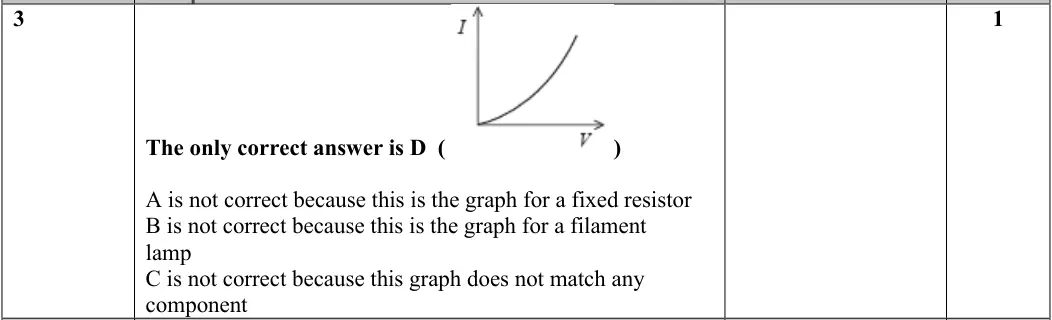 3
1
I
V
The only correct answer is D ( )
A is not correct because this is the graph for a fixed resistor
B is not correct because this is the graph for a filament
lamp
C is not correct because this graph does not match any
component